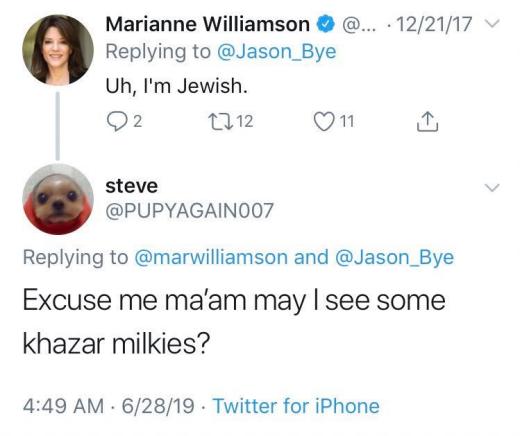 Marianne Williamson @... · 12/21/17
Replying to @Jason_Bye
Uh, I'm Jewish.
2 12 11
steve
@PUPYAGAIN007
Replying to @marwilliamson and @Jason_Bye
Excuse me ma'am may I see some
khazar milkies?
4:49 AM · 6/28/19 · Twitter for iPhone